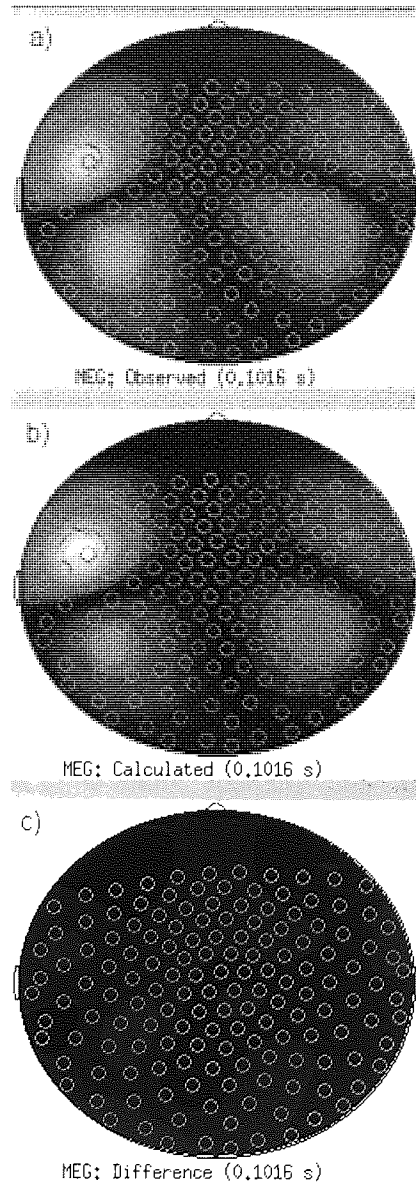 a)
MEG: Observed (0.1016 s)
b)
MEG: Calculated (0.1016 s)
c)
MEG: Difference (0.1016 s)